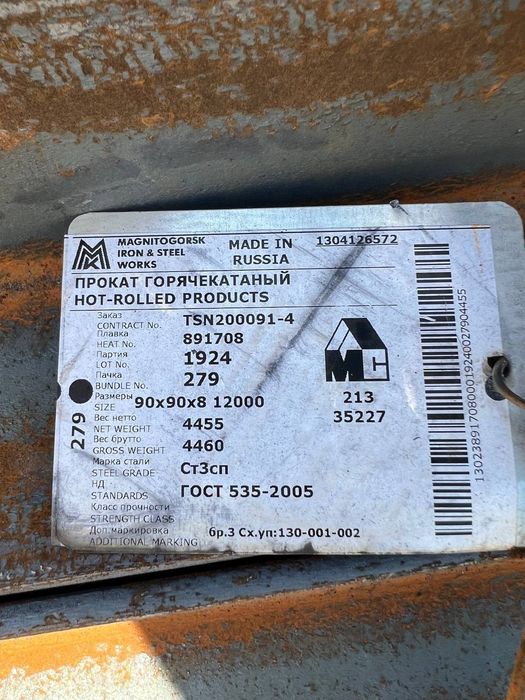 MAGNITOGORSK
IRON & STEEL
WORKS
MADE IN
RUSSIA
1304126572
ПРОКАТ ГОРЯЧЕКАТАНЫЙ
HOT-ROLLED PRODUCTS
Заказ
CONTRACT No. TSN200091-4
Плавка
HEAT No. 891708
Партия
LOT No. 1924
Пачка
BUNDLE No. 279
Размеры
SIZE 90x90x8 12000
Вес нетто
NET WEIGHT 4455
Вес брутто
GROSS WEIGHT 4460
Марка стали
STEEL GRADE Ст3сп
НД
STANDARDS ГОСТ 535-2005
Класс прочности
STRENGTH CLASS
Доп.маркировка
ADDITIONAL MARKING
бр.3 Сх.уп:130-001-002
МС
213
35227
279
1302389170800019240027904455